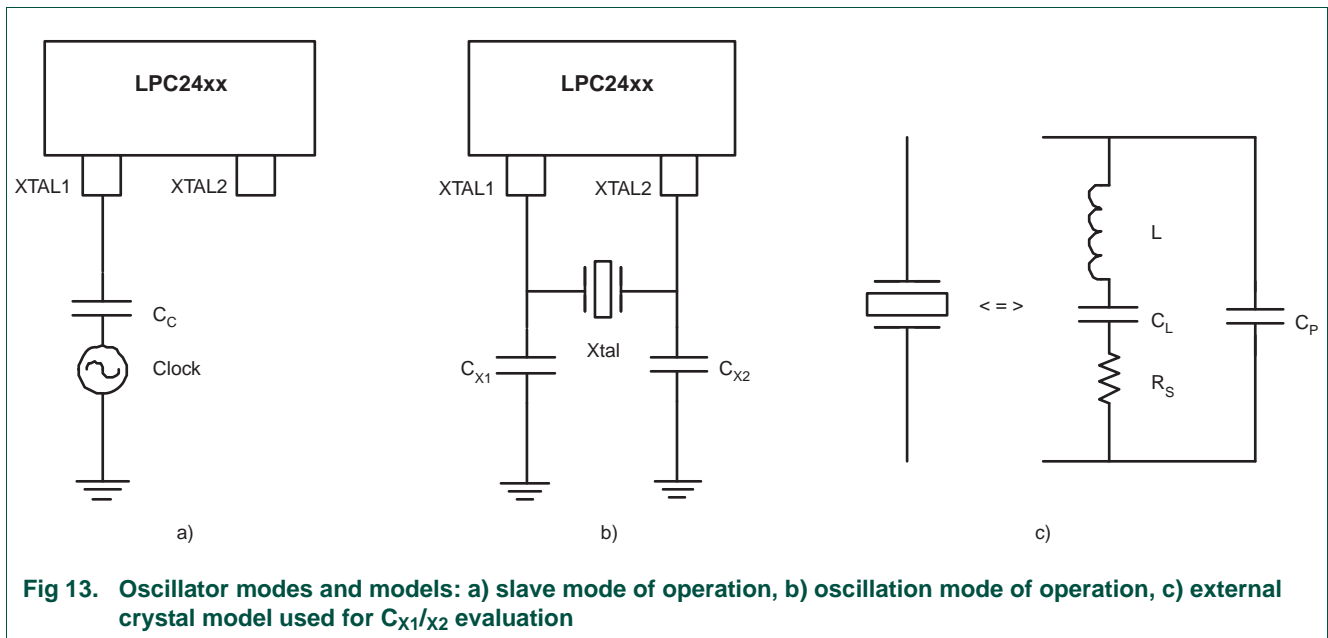 LPC24xx
XTAL1
XTAL2
C_C
Clock
a)
LPC24xx
XTAL1
XTAL2
Xtal
C_X1
C_X2
b)
< = >
L
C_L
R_S
C_P
c)
Fig 13. Oscillator modes and models: a) slave mode of operation, b) oscillation mode of operation, c) external
crystal model used for C_X1/X2 evaluation